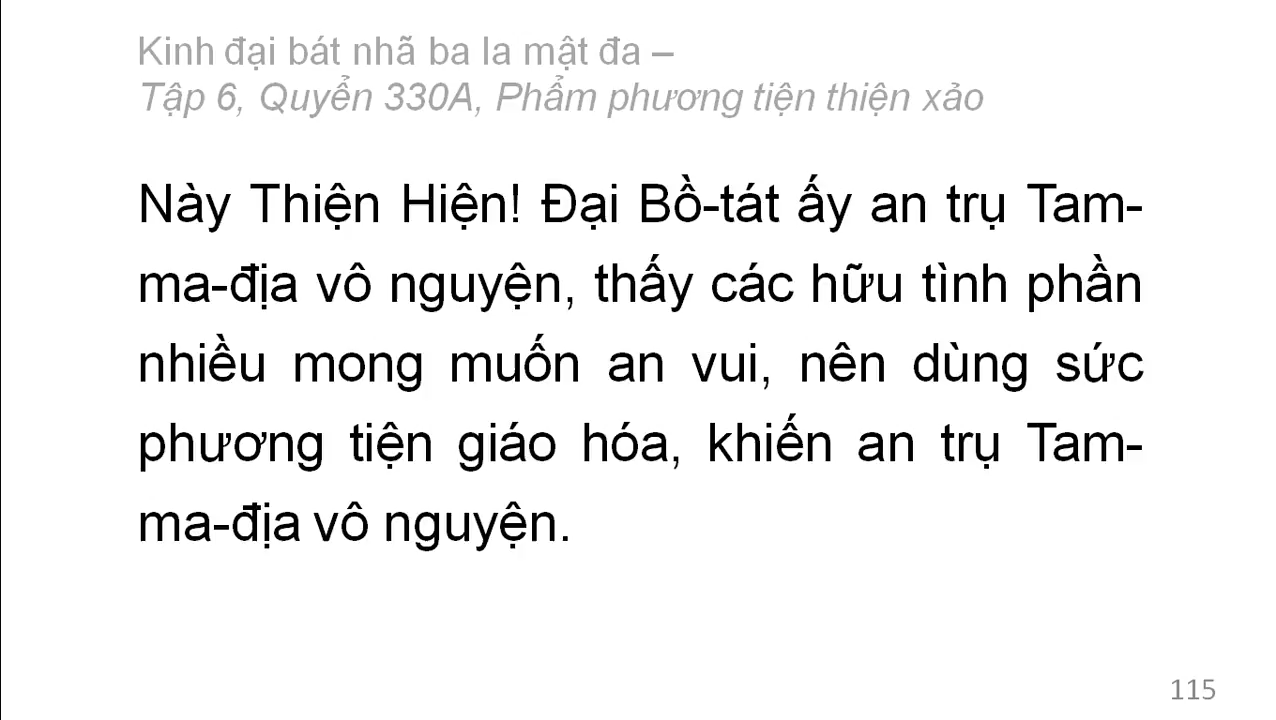 Kinh đại bát nhã ba la mật đa –
Tập 6, Quyển 330A, Phẩm phương tiện thiện xảo
Này Thiện Hiện! Đại Bồ-tát ấy an trụ Tam-
ma-địa vô nguyện, thấy các hữu tình phần
nhiều mong muốn an vui, nên dùng sức
phương tiện giáo hóa, khiến an trụ Tam-
ma-địa vô nguyện.
115